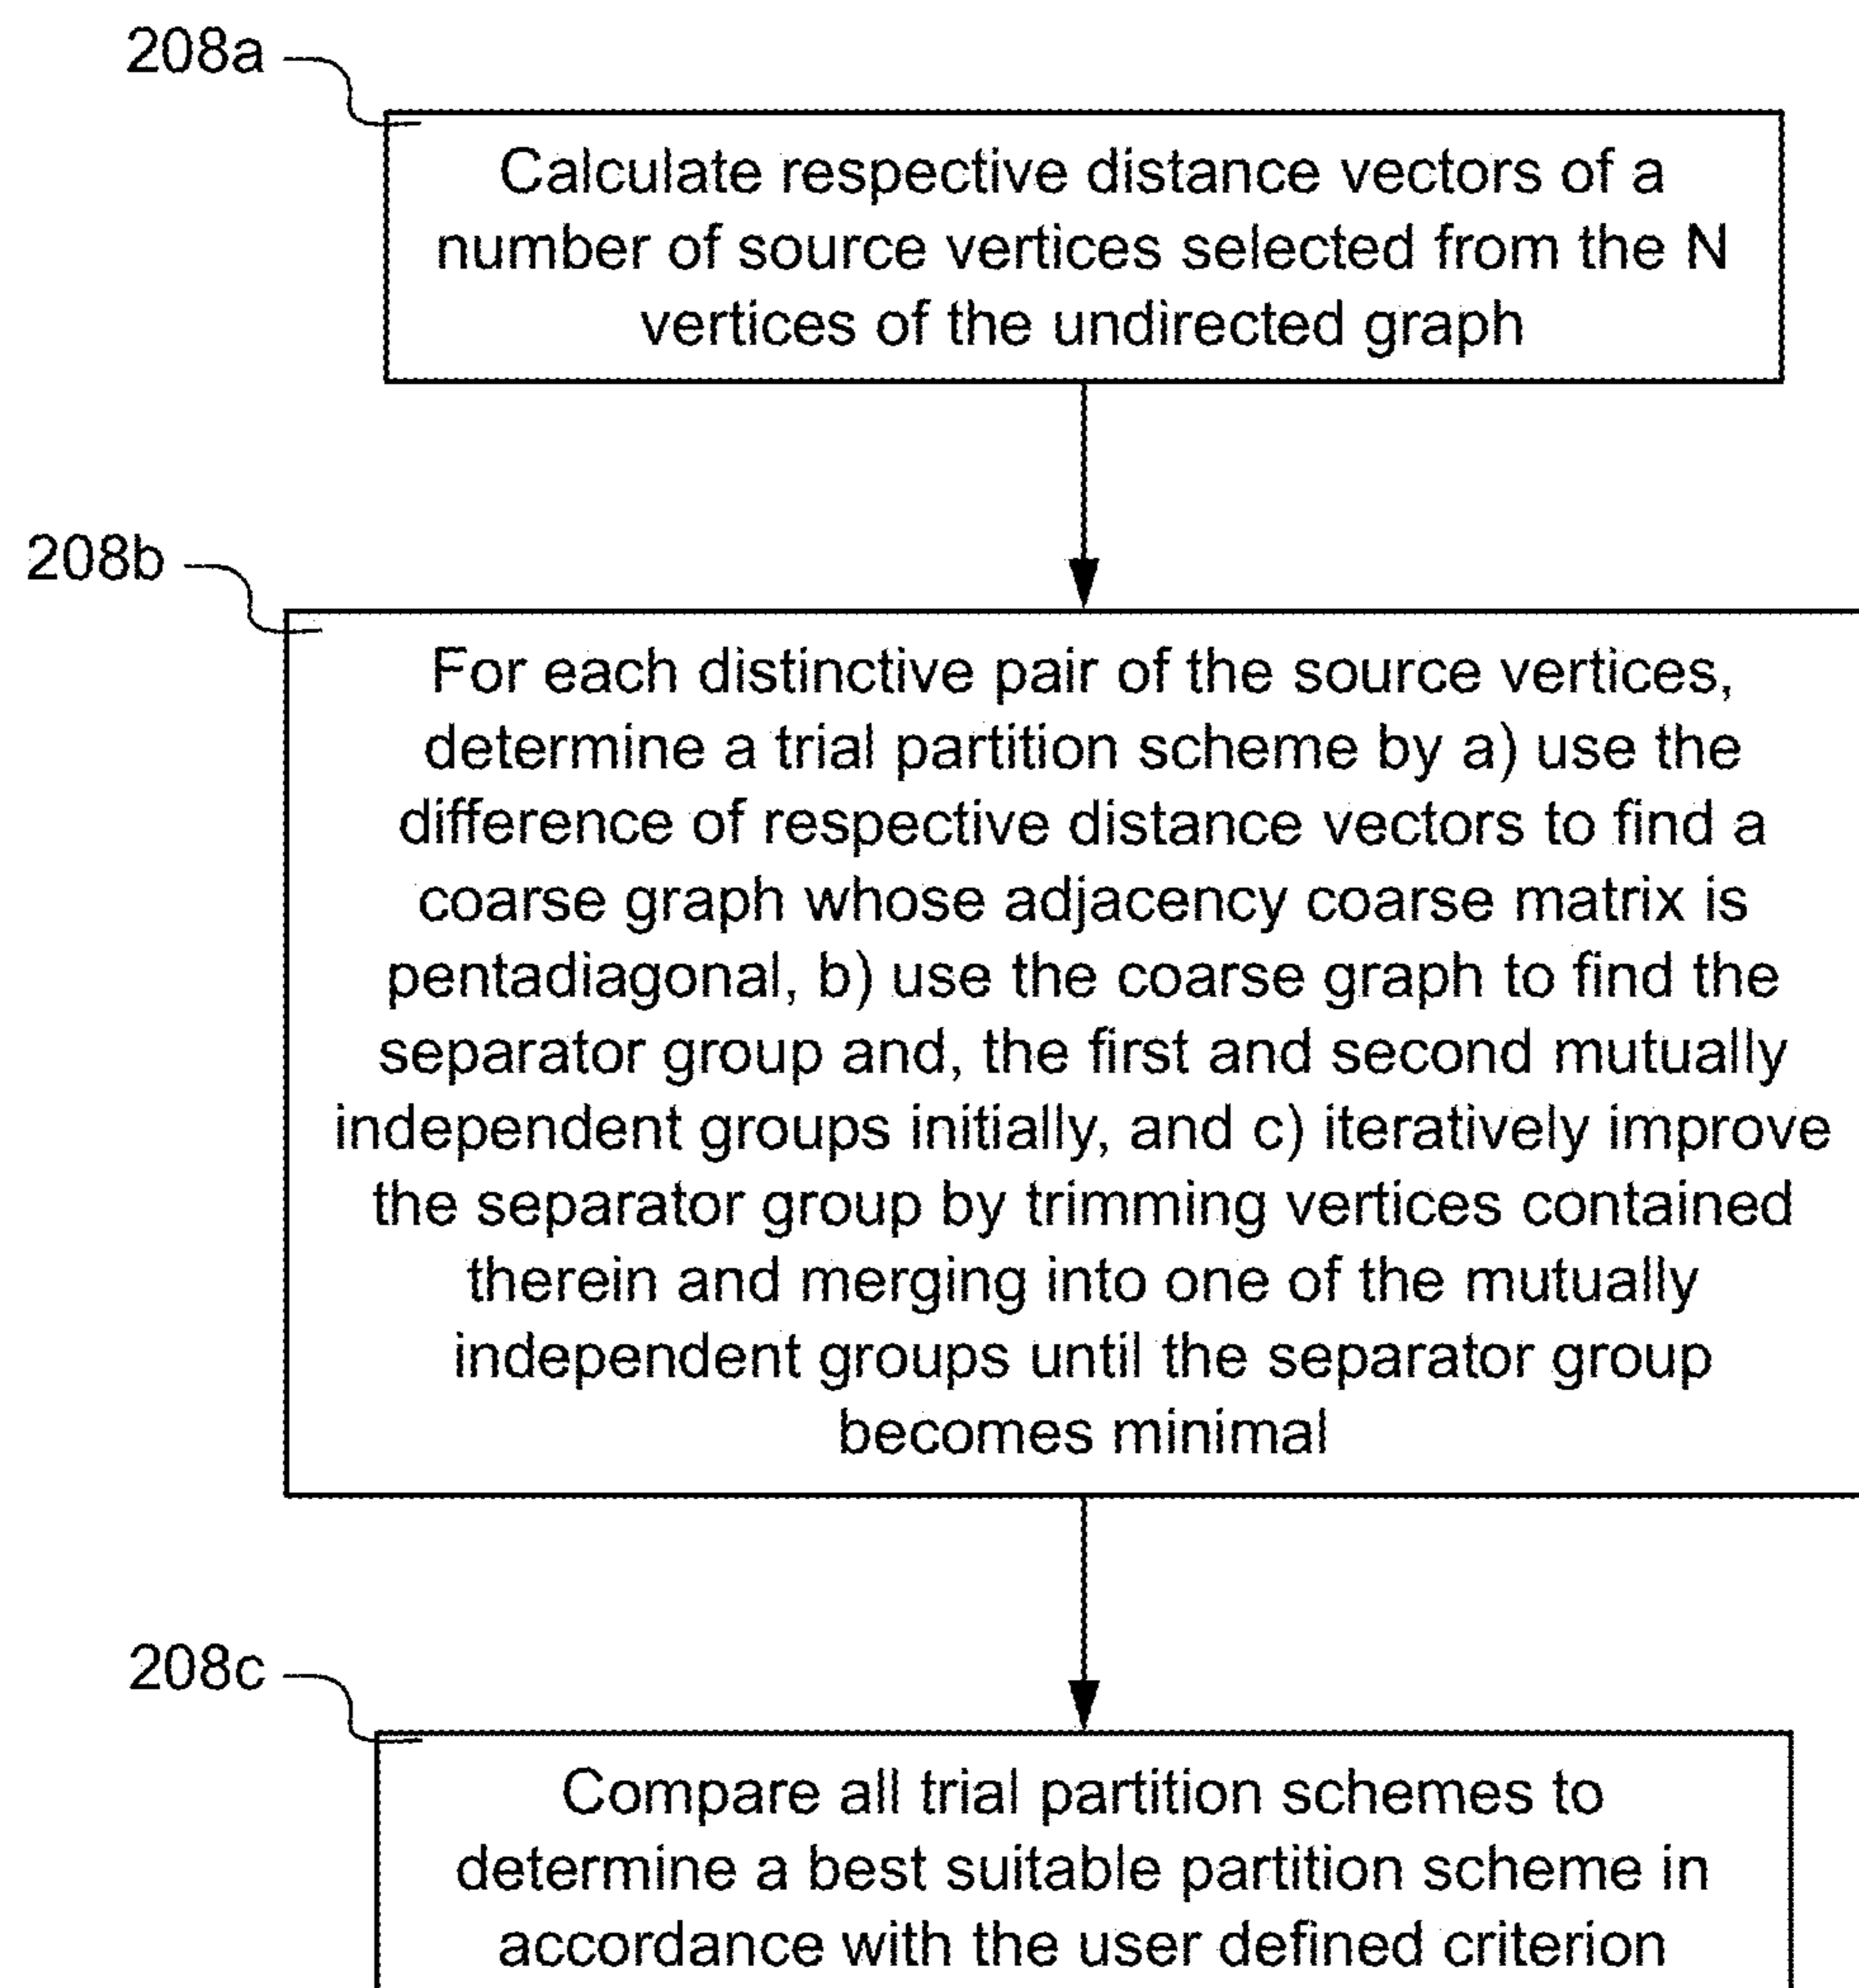 208a
Calculate respective distance vectors of a
number of source vertices selected from the N
vertices of the undirected graph
208b
For each distinctive pair of the source vertices,
determine a trial partition scheme by a) use the
difference of respective distance vectors to find a
coarse graph whose adjacency coarse matrix is
pentadiagonal, b) use the coarse graph to find the
separator group and, the first and second mutually
independent groups initially, and c) iteratively improve
the separator group by trimming vertices contained
therein and merging into one of the mutually
independent groups until the separator group
becomes minimal
208c
Compare all trial partition schemes to
determine a best suitable partition scheme in
accordance with the user defined criterion